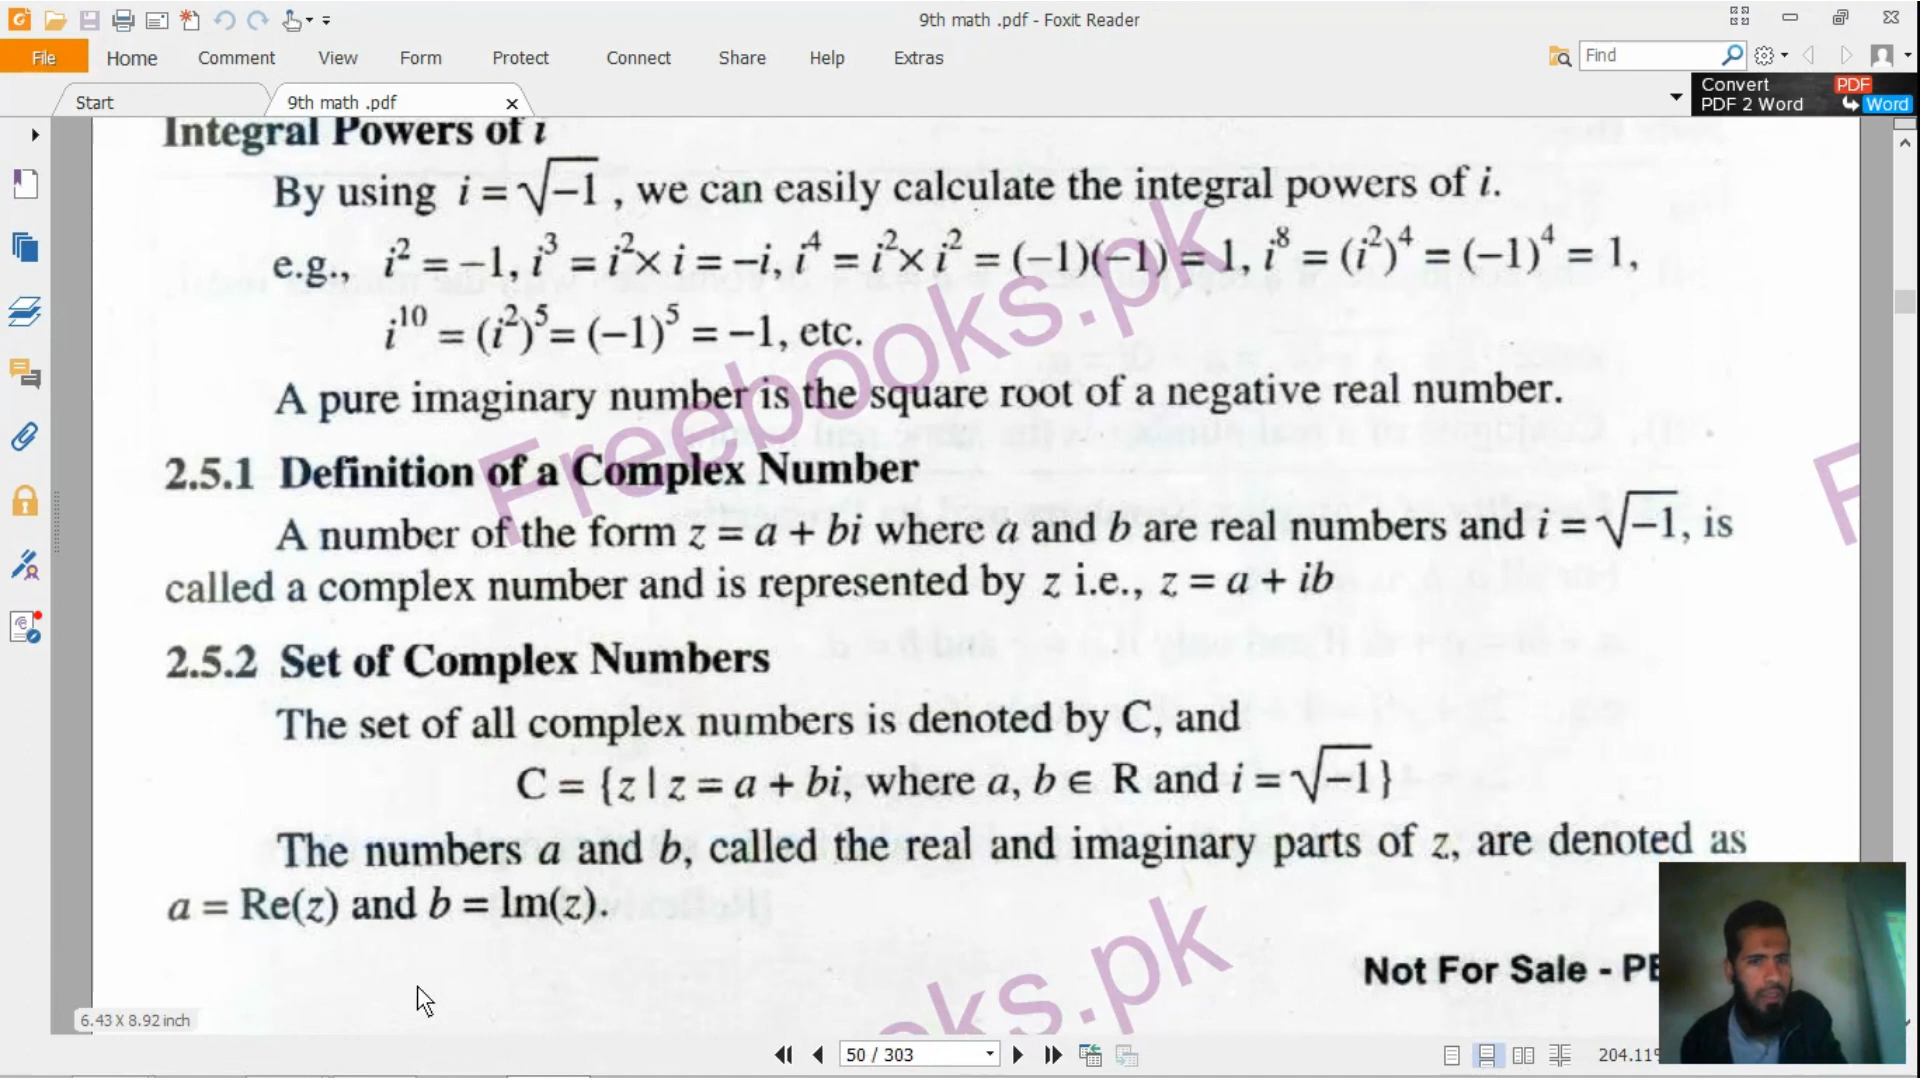 9th math .pdf - Foxit Reader
File Home Comment View Form Protect Connect Share Help Extras
Find
Start
9th math .pdf
Convert PDF
PDF 2 Word Word
Integral Powers of i
By using i = √−1 , we can easily calculate the integral powers of i.
e.g., i² = −1, i³ = i² × i = −i, i⁴ = i² × i² = (−1)(−1) = 1, i⁸ = (i²)⁴ = (−1)⁴ = 1,
i¹⁰ = (i²)⁵ = (−1)⁵ = −1, etc.
A pure imaginary number is the square root of a negative real number.
Freebooks.pk
2.5.1 Definition of a Complex Number
A number of the form z = a + bi where a and b are real numbers and i = √−1, is
called a complex number and is represented by z i.e., z = a + ib
2.5.2 Set of Complex Numbers
The set of all complex numbers is denoted by C, and
C = {z | z = a + bi, where a, b ∈ R and i = √−1}
The numbers a and b, called the real and imaginary parts of z, are denoted as
a = Re(z) and b = Im(z).
oks.pk
Not For Sale - PE
6.43 X 8.92 inch
50 / 303
204.11%